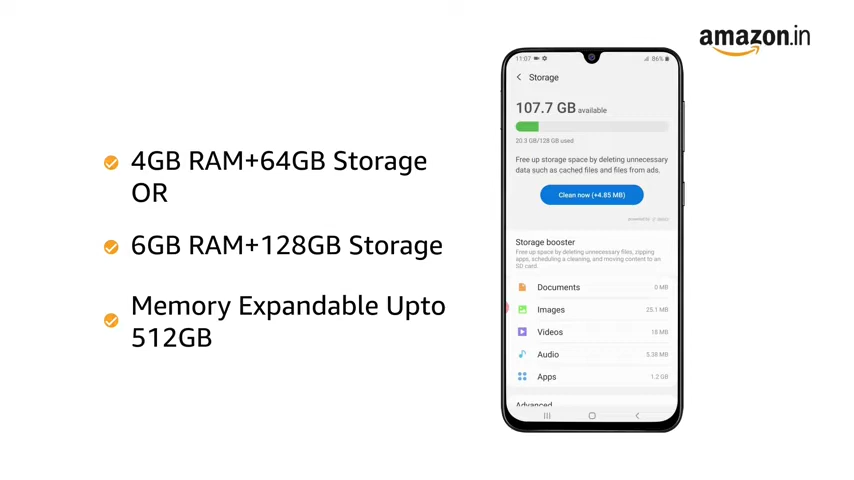 amazon.in
4GB RAM+64GB Storage
OR
6GB RAM+128GB Storage
Memory Expandable Upto
512GB
11:07
86%
Storage
107.7 GB available
20.3 GB/128 GB used
Free up storage space by deleting unnecessary
data such as cached files and files from ads.
Clean now (+4.85 MB)
Storage booster
Free up space by deleting unnecessary files, zipping
apps, scheduling a cleaning, and moving content to an
SD card.
Documents 0 MB
Images 25.1 MB
Videos 18 MB
Audio 5.38 MB
Apps 1.2 GB
Advanced